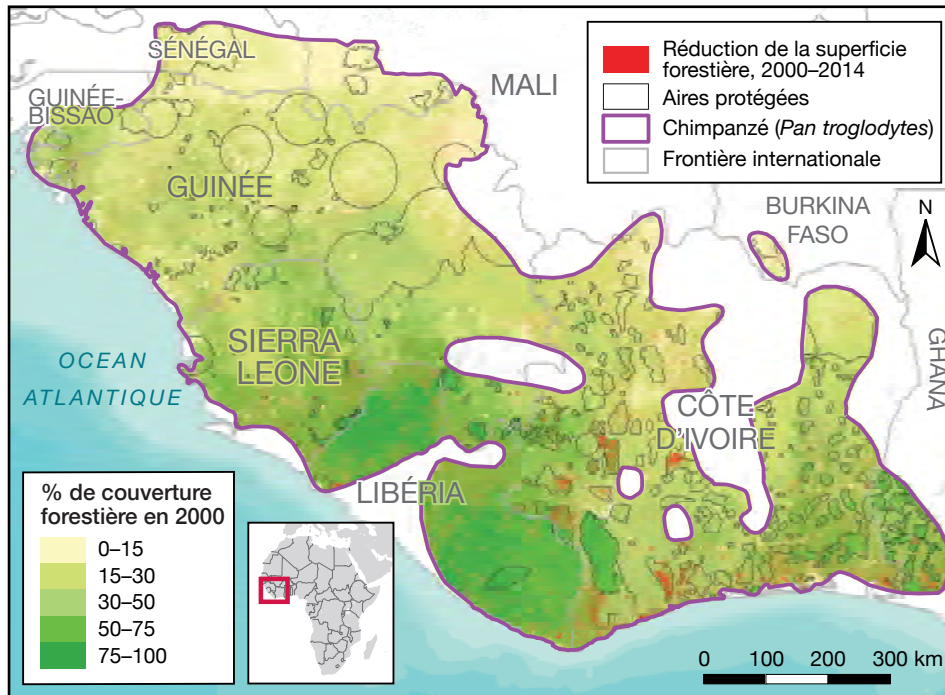 SÉNÉGAL
MALI
GUINÉE-
BISSAO
GUINÉE
BURKINA
FASO
N
GHANA
SIERRA
LEONE
OCEAN
ATLANTIQUE
CÔTE
D'IVOIRE
LIBÉRIA
Réduction de la superficie
forestière, 2000–2014
Aires protégées
Chimpanzé (Pan troglodytes)
Frontière internationale
% de couverture
forestière en 2000
0–15
15–30
30–50
50–75
75–100
0 100 200 300 km